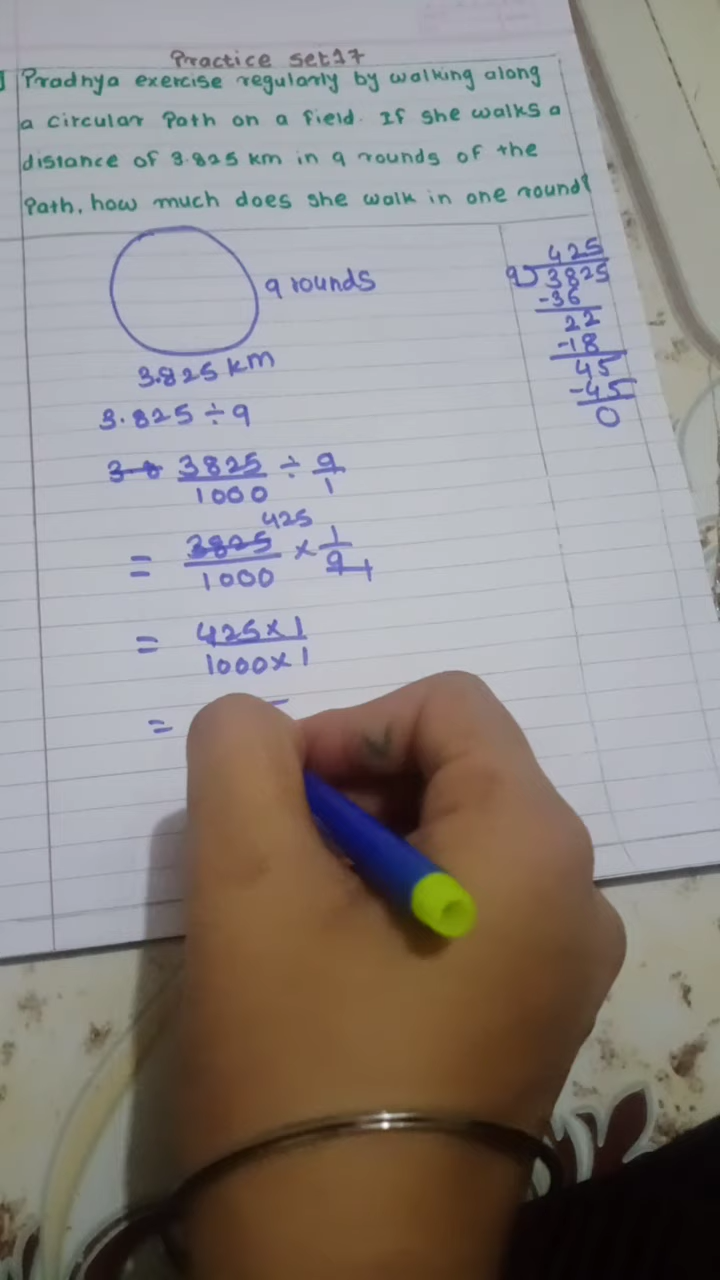 Practice set 17
Pradnya exercise regularly by walking along
a circular Path on a field. If she walks a
distance of 3.825 km in 9 rounds of the
Path, how much does she walk in one round?
9 rounds
3.825 km
3.825 ÷ 9
3825/1000 ÷ 9/1
425
= 3825/1000 × 1/9 1
= 425×1/1000×1
=
425
9)3825
-36
22
-18
45
-45
0